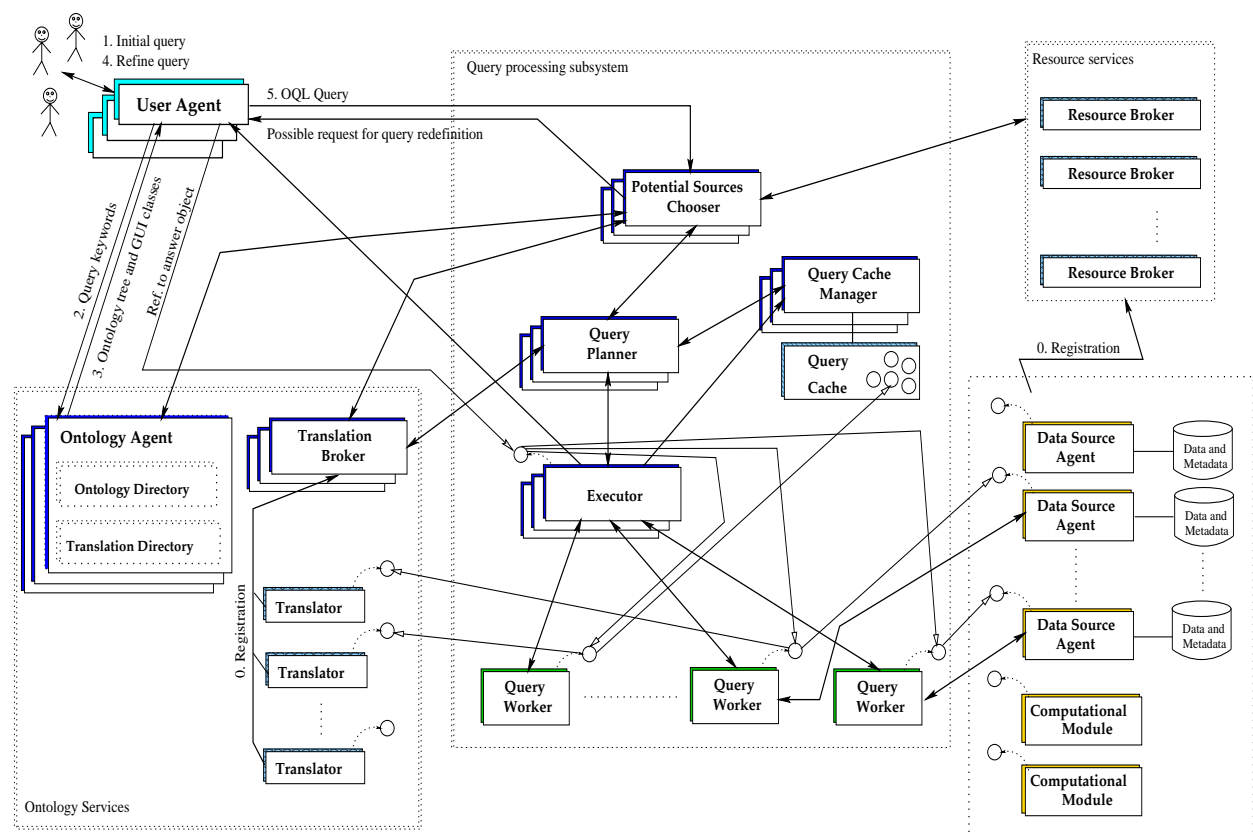 1. Initial query
4. Refine query
User Agent
5. OQL Query
Possible request for query redefinition
2. Query keywords
3. Ontology tree and GUI classes
Ref. to answer object
Query processing subsystem
Potential Sources
Chooser
Query Cache
Manager
Query
Cache
Query
Planner
Executor
Query
Worker
Query
Worker
Query
Worker
Resource services
Resource Broker
Resource Broker
Resource Broker
0. Registration
Ontology Agent
Ontology Directory
Translation Directory
Translation
Broker
0. Registration
Translator
Translator
Translator
Ontology Services
Data Source
Agent
Data and
Metadata
Data Source
Agent
Data and
Metadata
Data Source
Agent
Data and
Metadata
Computational
Module
Computational
Module